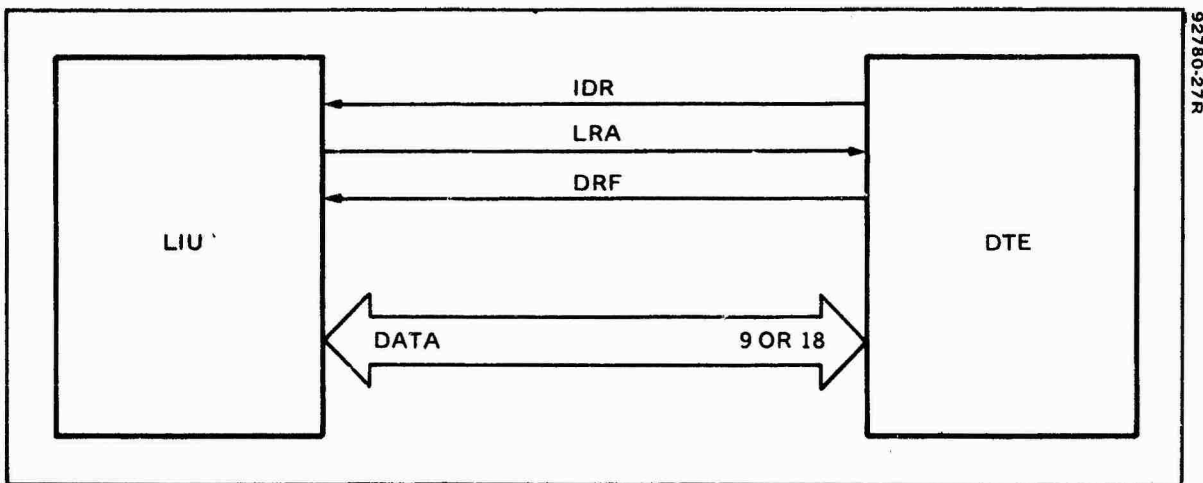 IDR
LRA
DRF
LIU
DTE
DATA
9 OR 18
92780-27R